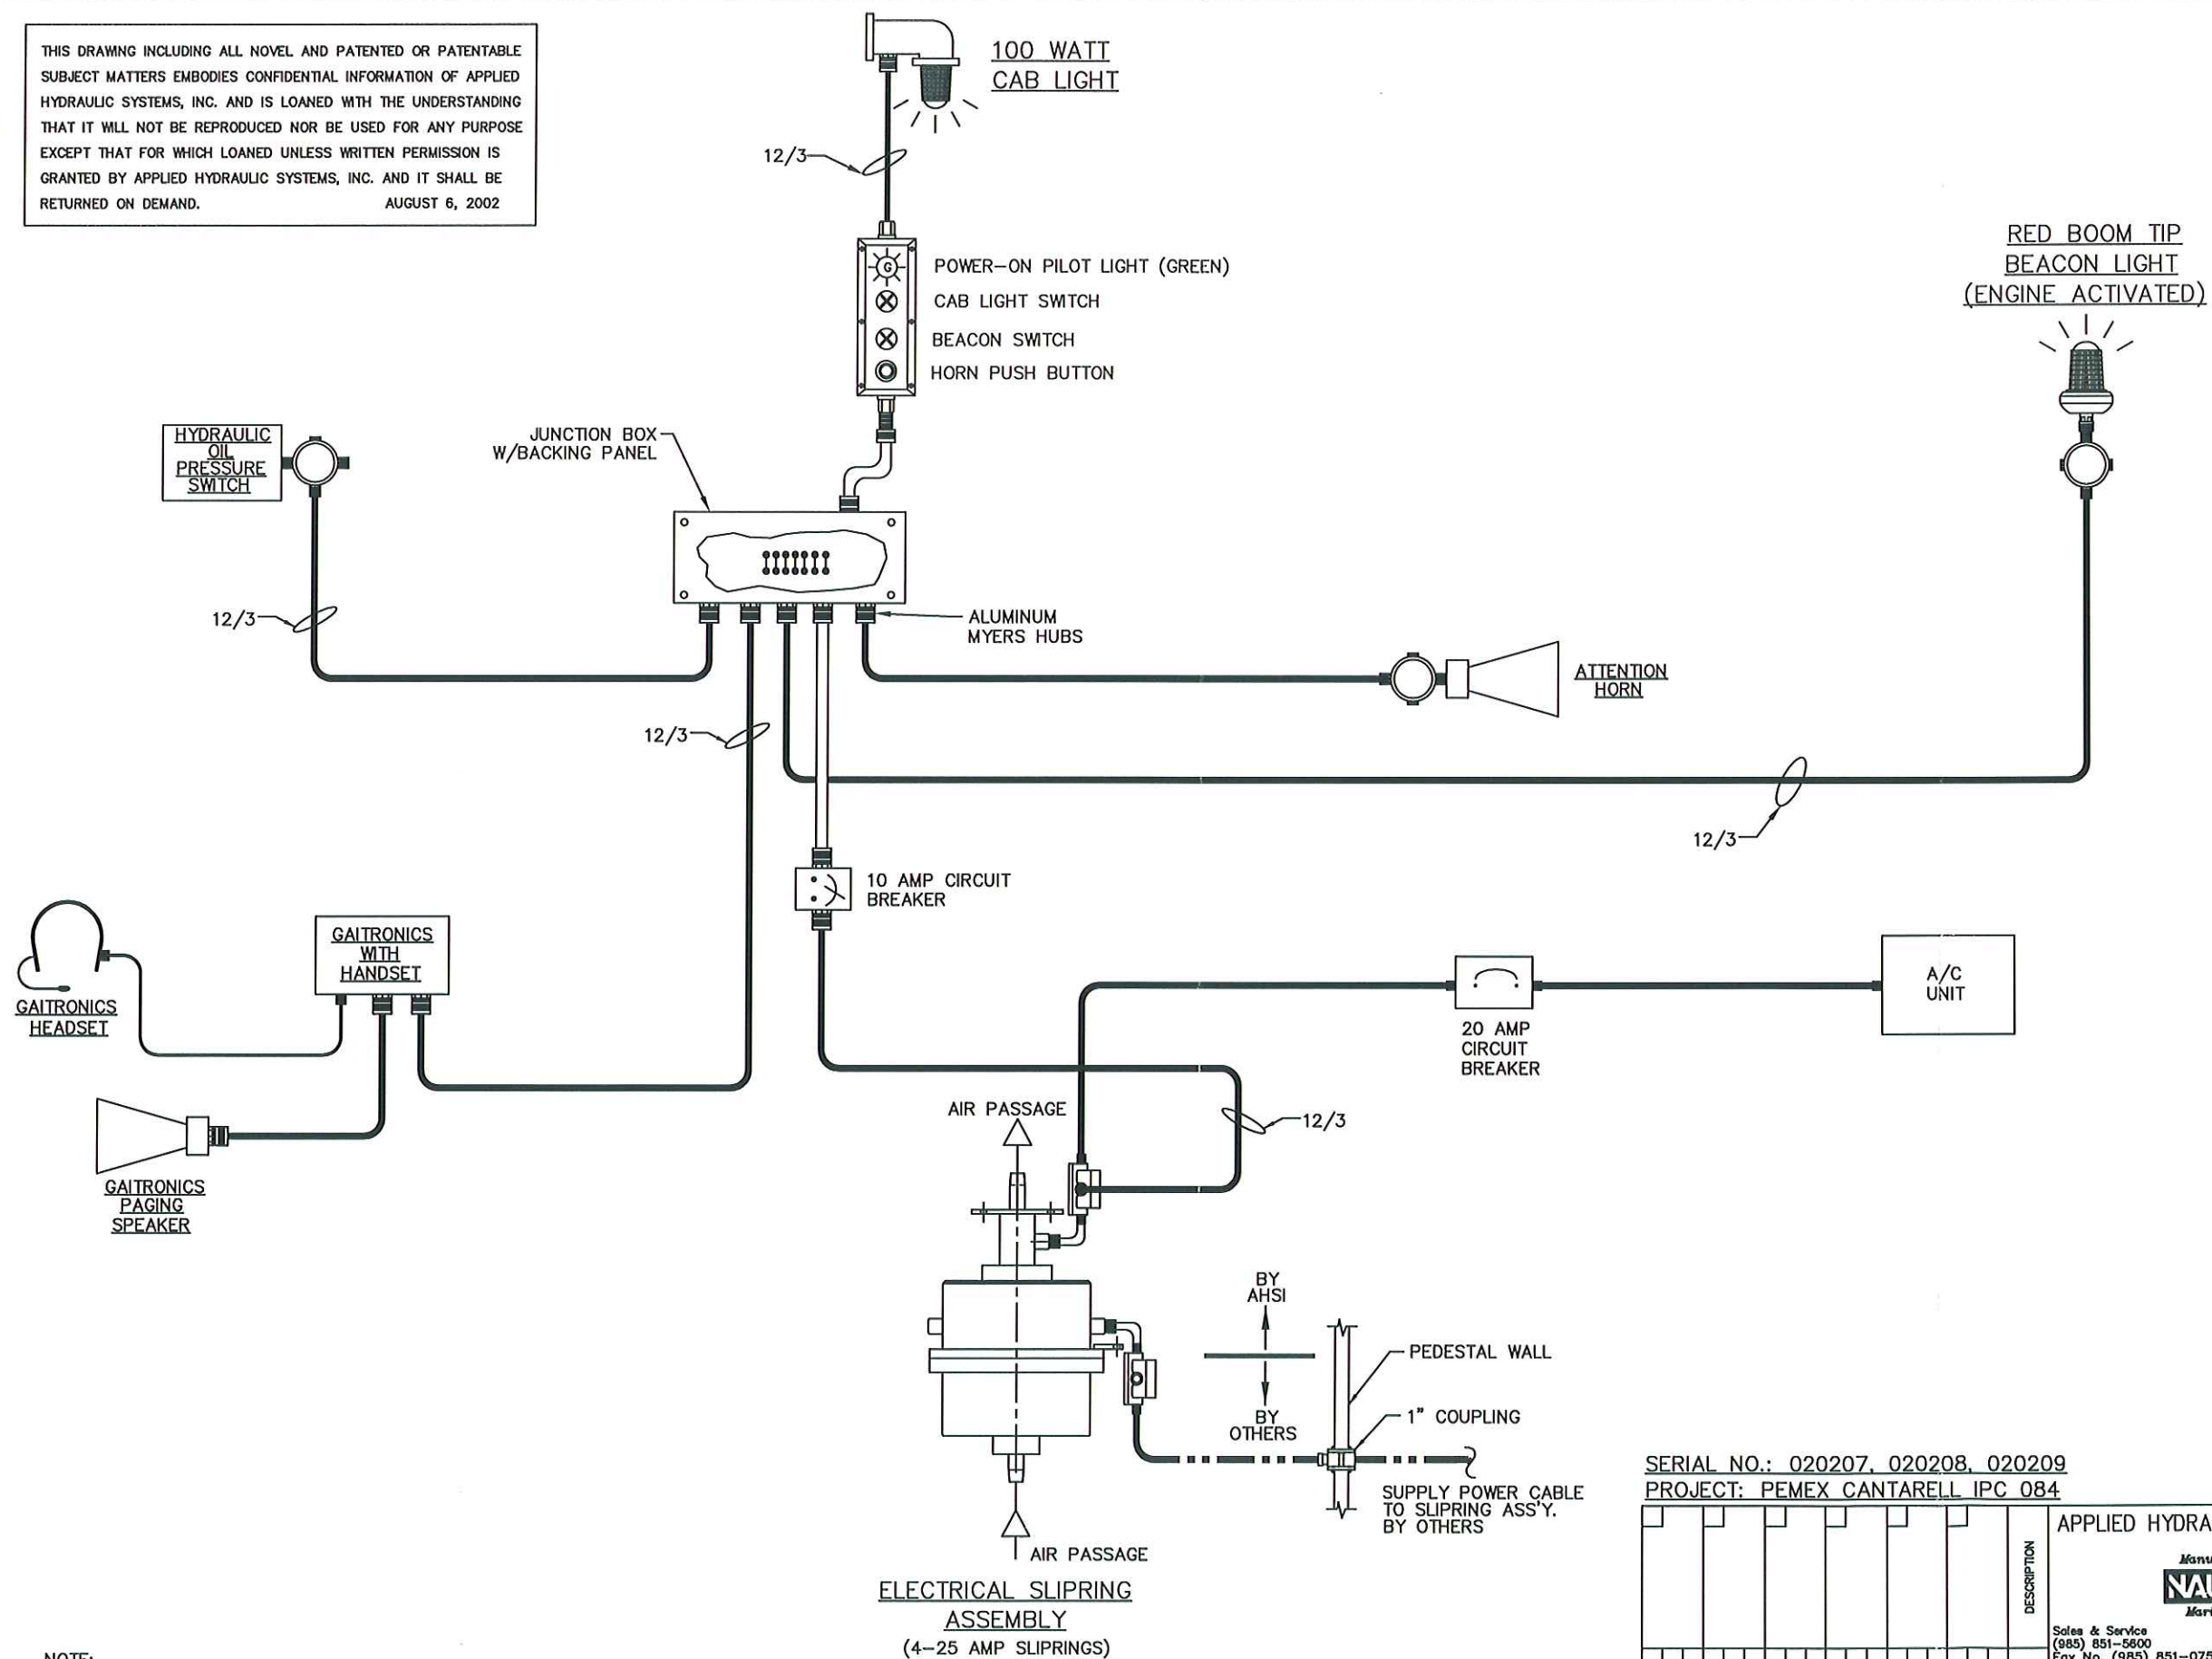 THIS DRAWING INCLUDING ALL NOVEL AND PATENTED OR PATENTABLE
SUBJECT MATTERS EMBODIES CONFIDENTIAL INFORMATION OF APPLIED
HYDRAULIC SYSTEMS, INC. AND IS LOANED WITH THE UNDERSTANDING
THAT IT WILL NOT BE REPRODUCED NOR BE USED FOR ANY PURPOSE
EXCEPT THAT FOR WHICH LOANED UNLESS WRITTEN PERMISSION IS
GRANTED BY APPLIED HYDRAULIC SYSTEMS, INC. AND IT SHALL BE
RETURNED ON DEMAND. AUGUST 6, 2002
100 WATT
CAB LIGHT
12/3
G
POWER-ON PILOT LIGHT (GREEN)
CAB LIGHT SWITCH
BEACON SWITCH
HORN PUSH BUTTON
RED BOOM TIP
BEACON LIGHT
(ENGINE ACTIVATED)
HYDRAULIC
OIL
PRESSURE
SWITCH
JUNCTION BOX
W/BACKING PANEL
12/3
ALUMINUM
MYERS HUBS
ATTENTION
HORN
12/3
12/3
10 AMP CIRCUIT
BREAKER
GAITRONICS
WITH
HANDSET
GAITRONICS
HEADSET
A/C
UNIT
20 AMP
CIRCUIT
BREAKER
AIR PASSAGE
12/3
GAITRONICS
PAGING
SPEAKER
BY
AHSI
BY
OTHERS
PEDESTAL WALL
1" COUPLING
SUPPLY POWER CABLE
TO SLIPRING ASS'Y.
BY OTHERS
AIR PASSAGE
ELECTRICAL SLIPRING
ASSEMBLY
(4-25 AMP SLIPRINGS)
SERIAL NO.: 020207, 020208, 020209
PROJECT: PEMEX CANTARELL IPC 084
DESCRIPTION
APPLIED HYDRA
Manu
NAU
Mar
Sales & Service
(985) 851-5600
Fax No. (985) 851-075
NOTE: